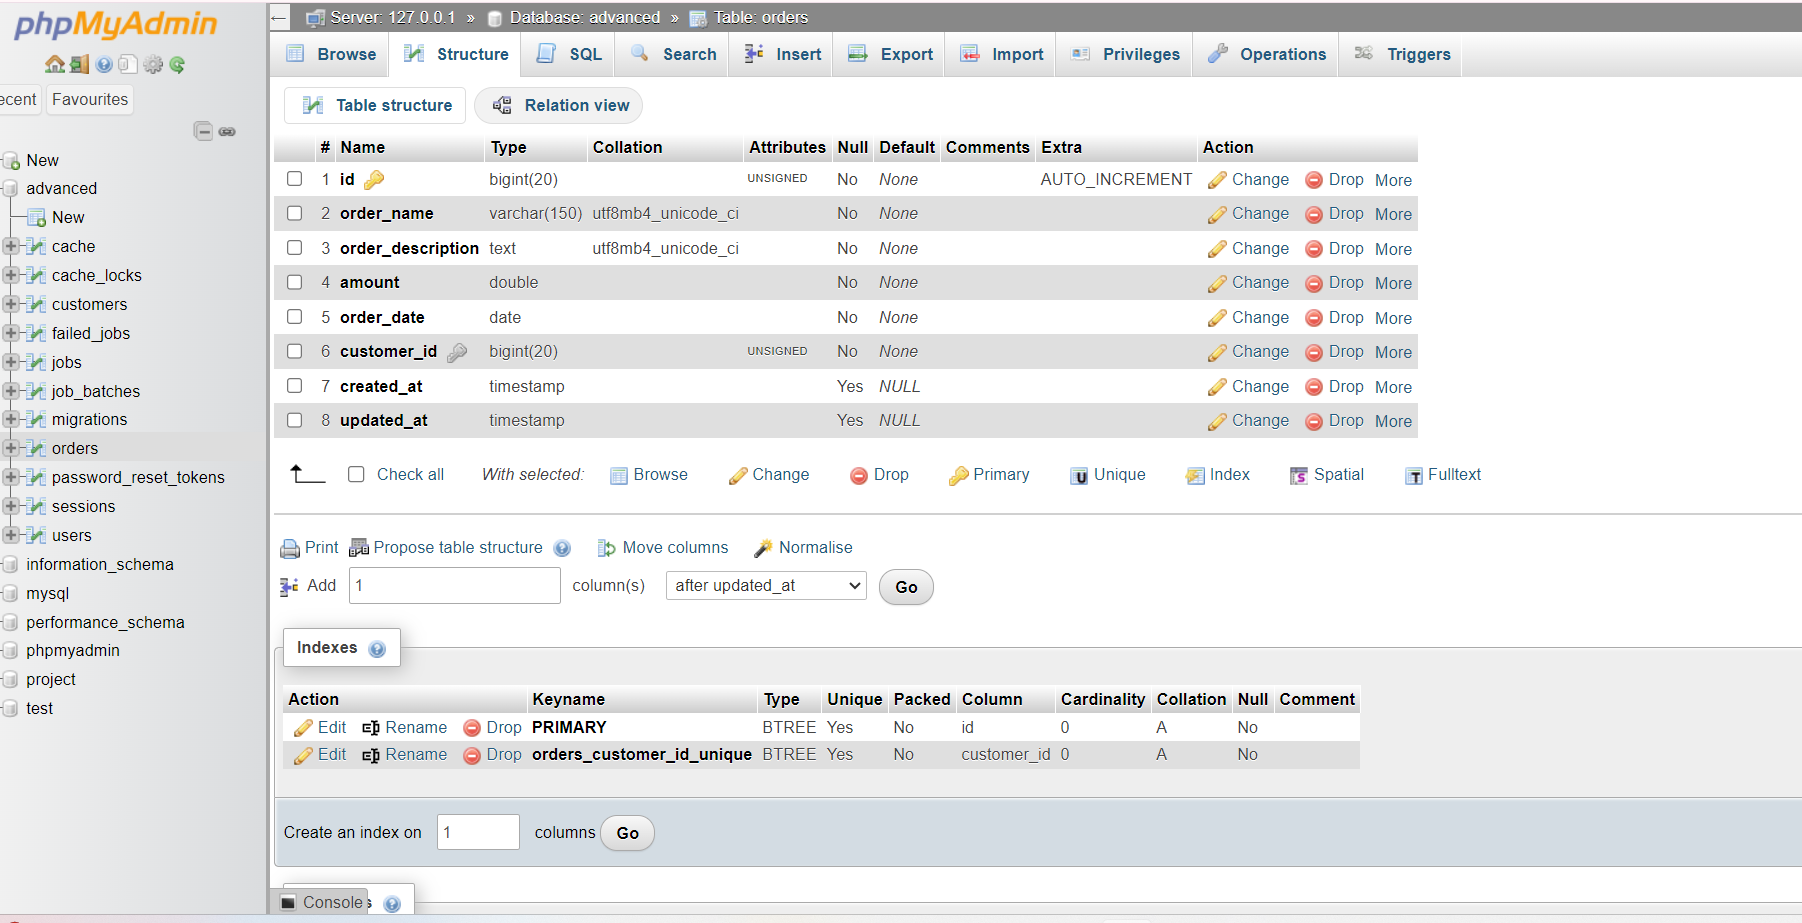 phpMyAdmin
ecent Favourites
New
advanced
New
cache
cache_locks
customers
failed_jobs
jobs
job_batches
migrations
orders
password_reset_tokens
sessions
users
information_schema
mysql
performance_schema
phpmyadmin
project
test
← Server: 127.0.0.1 » Database: advanced » Table: orders
Browse Structure SQL Search Insert Export Import Privileges Operations Triggers
Table structure Relation view
# Name Type Collation Attributes Null Default Comments Extra Action
1 id bigint(20) UNSIGNED No None AUTO_INCREMENT Change Drop More
2 order_name varchar(150) utf8mb4_unicode_ci No None Change Drop More
3 order_description text utf8mb4_unicode_ci No None Change Drop More
4 amount double No None Change Drop More
5 order_date date No None Change Drop More
6 customer_id bigint(20) UNSIGNED No None Change Drop More
7 created_at timestamp Yes NULL Change Drop More
8 updated_at timestamp Yes NULL Change Drop More
Check all With selected: Browse Change Drop Primary Unique Index Spatial Fulltext
Print Propose table structure Move columns Normalise
Add 1 column(s) after updated_at Go
Indexes
Action Keyname Type Unique Packed Column Cardinality Collation Null Comment
Edit Rename Drop PRIMARY BTREE Yes No id 0 A No
Edit Rename Drop orders_customer_id_unique BTREE Yes No customer_id 0 A No
Create an index on 1 columns Go
Console s